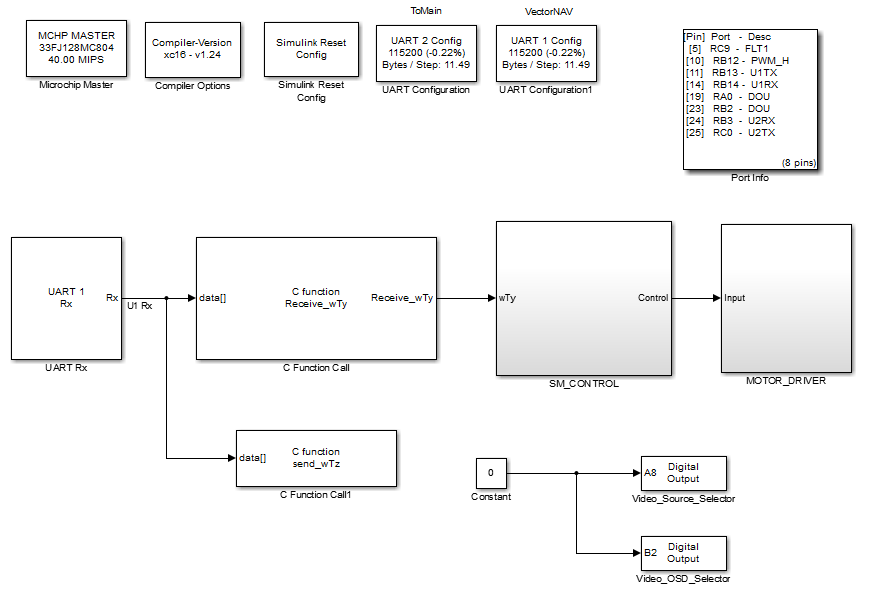 ToMain
VectorNAV
MCHP MASTER
33FJ128MC804
40.00 MIPS
Microchip Master
Compiler-Version
xc16 - v1.24
Compiler Options
Simulink Reset
Config
Simulink Reset
Config
UART 2 Config
115200 (-0.22%)
Bytes / Step: 11.49
UART Configuration
UART 1 Config
115200 (-0.22%)
Bytes / Step: 11.49
UART Configuration1
[Pin] Port - Desc
[5] RC9 - FLT1
[10] RB12 - PWM_H
[11] RB13 - U1TX
[14] RB14 - U1RX
[19] RA0 - DOU
[23] RB2 - DOU
[24] RB3 - U2RX
[25] RC0 - U2TX
(8 pins)
Port Info
UART 1
Rx
Rx
UART Rx
U1 Rx
data[]
C function
Receive_wTy
Receive_wTy
C Function Call
wTy
Control
SM_CONTROL
Input
MOTOR_DRIVER
data[]
C function
send_wTz
C Function Call1
0
Constant
A8
Digital
Output
Video_Source_Selector
B2
Digital
Output
Video_OSD_Selector